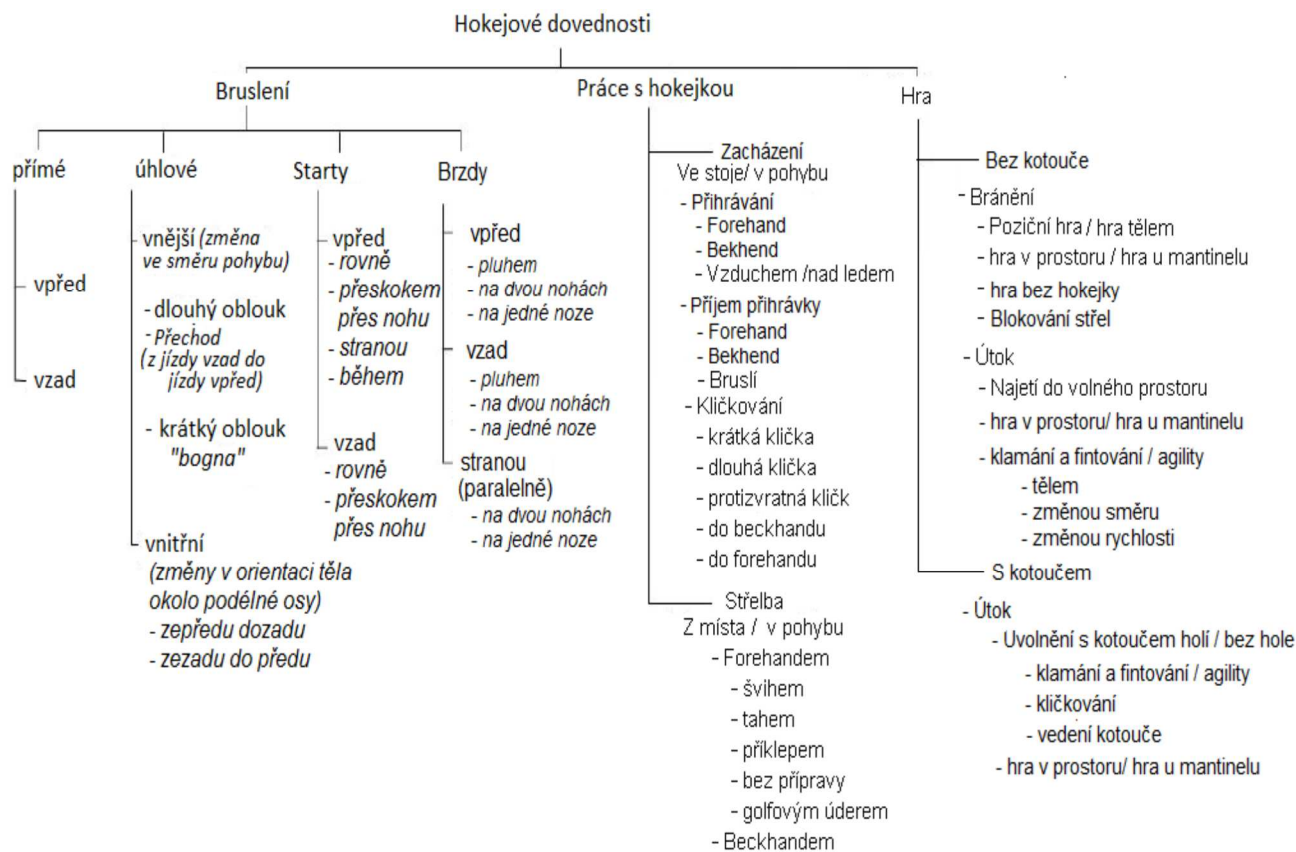 Hokejové dovednosti
Bruslení
Práce s hokejkou
Hra
přímé
vpřed
vzad
úhlové
vnější (změna
ve směru pohybu)
- dlouhý oblouk
- Přechod
(z jízdy vzad do
jízdy vpřed)
- krátký oblouk
"bogna"
vnitřní
(změny v orientaci těla
okolo podélné osy)
- zepředu dozadu
- zezadu do předu
Starty
vpřed
- rovně
- přeskokem
přes nohu
- stranou
- během
vzad
- rovně
- přeskokem
přes nohu
Brzdy
vpřed
- pluhem
- na dvou nohách
- na jedné noze
vzad
- pluhem
- na dvou nohách
- na jedné noze
stranou
(paralelně)
- na dvou nohách
- na jedné noze
Zacházení
Ve stoje/ v pohybu
- Přihrávání
- Forehand
- Bekhend
- Vzduchem /nad ledem
- Příjem přihrávky
- Forehand
- Bekhend
- Bruslí
- Kličkování
- krátká klička
- dlouhá klička
- protizvratná kličk
- do beckhandu
- do forehandu
Střelba
Z místa / v pohybu
- Forehandem
- švihem
- tahem
- příklepem
- bez přípravy
- golfovým úderem
- Beckhandem
Bez kotouče
- Bránění
- Poziční hra / hra tělem
- hra v prostoru / hra u mantinelu
- hra bez hokejky
- Blokování střel
- Útok
- Najetí do volného prostoru
- hra v prostoru/ hra u mantinelu
- klamání a fintování / agility
- tělem
- změnou směru
- změnou rychlosti
S kotoučem
- Útok
- Uvolnění s kotoučem holí / bez hole
- klamání a fintování / agility
- kličkování
- vedení kotouče
- hra v prostoru/ hra u mantinelu